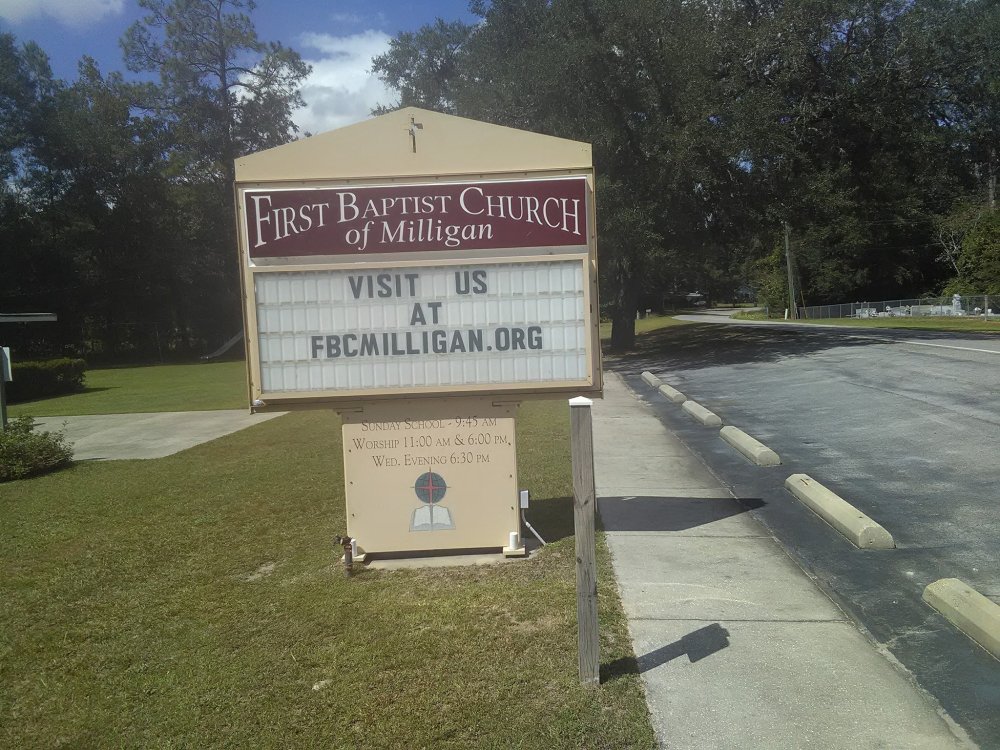 First Baptist Church
of Milligan
VISIT US
AT
FBCMILLIGAN.ORG
Sunday School - 9:45 am
Worship 11:00 am & 6:00 pm
Wed. Evening 6:30 pm